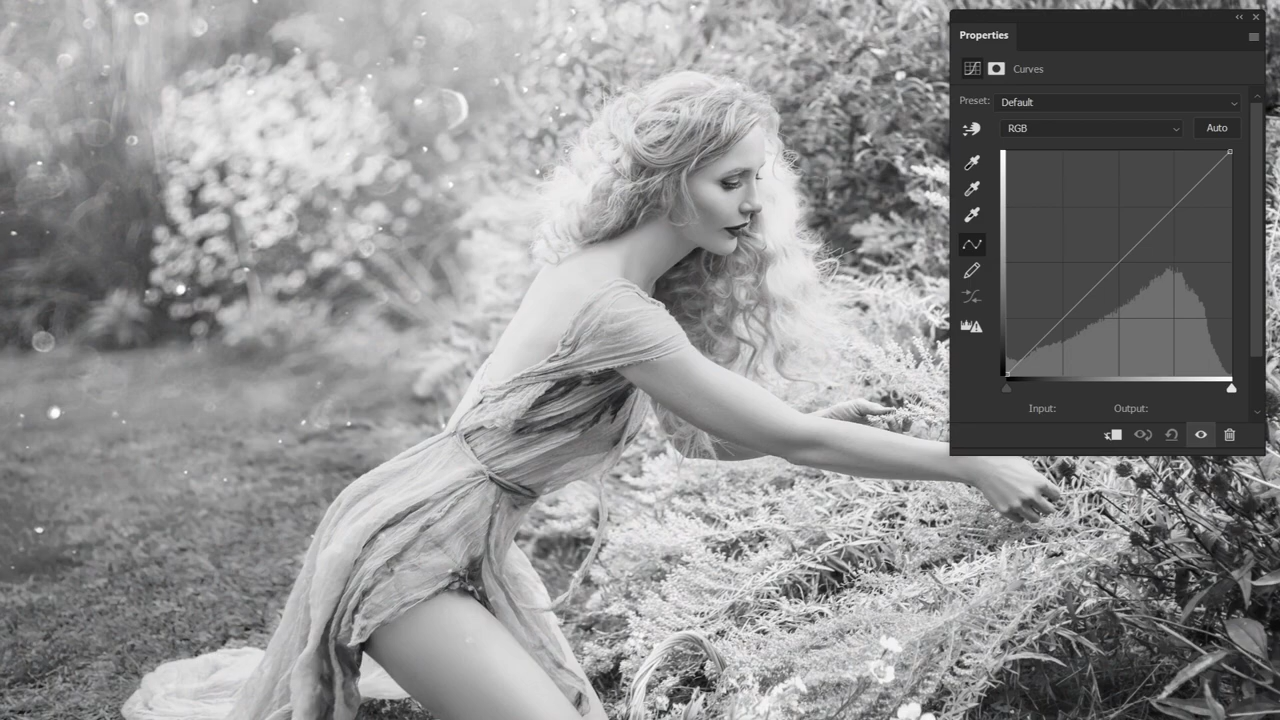 Properties
Curves
Preset: Default
RGB Auto
Input: Output: